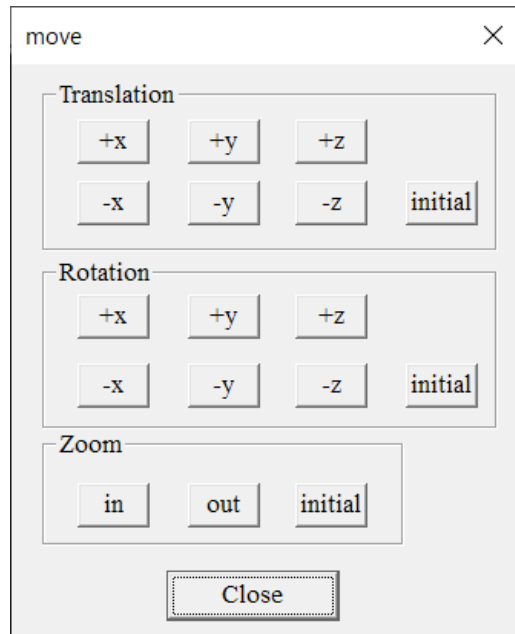 move
Translation
+x +y +z
-x -y -z initial
Rotation
+x +y +z
-x -y -z initial
Zoom
in out initial
Close